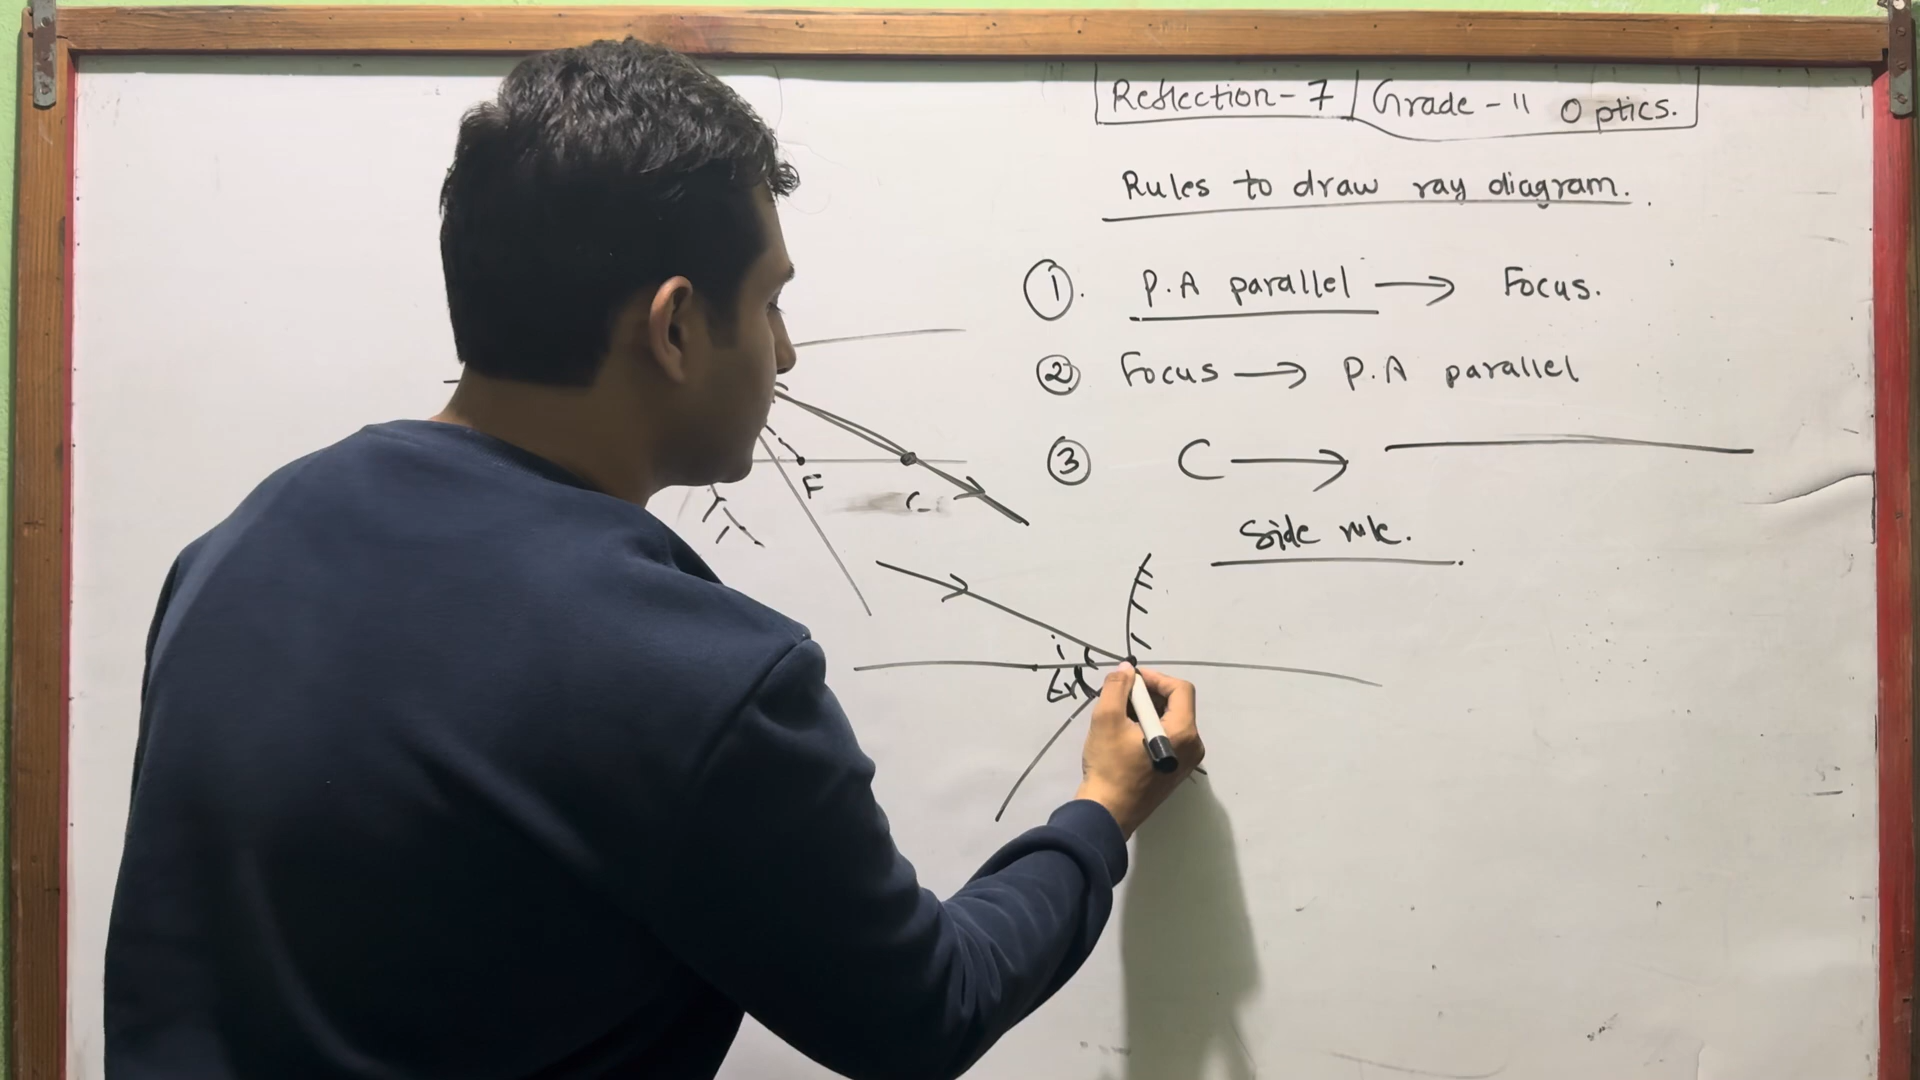 Reflection - 7 | Grade - 11 Optics.
Rules to draw ray diagram.
① . P.A parallel → Focus.
② Focus → P.A parallel
③ C →
Side rule.
F
C
i
r